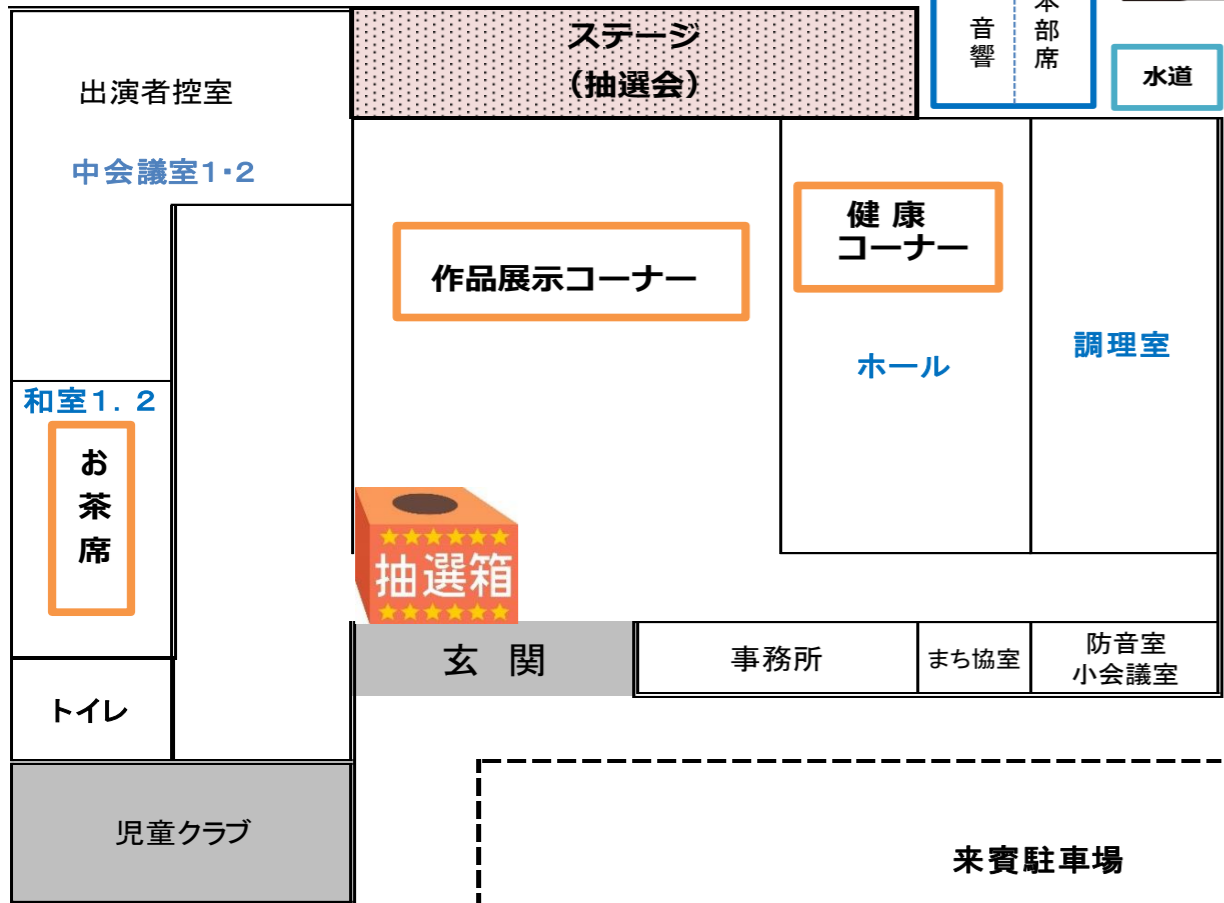 ステージ
（抽選会）
音響
本部席
水道
出演者控室
中会議室1・2
健 康
コーナー
作品展示コーナー
ホール
調理室
和室1．2
お茶席
抽選箱
玄 関
事務所
まち協室
防音室
小会議室
トイレ
児童クラブ
来賓駐車場